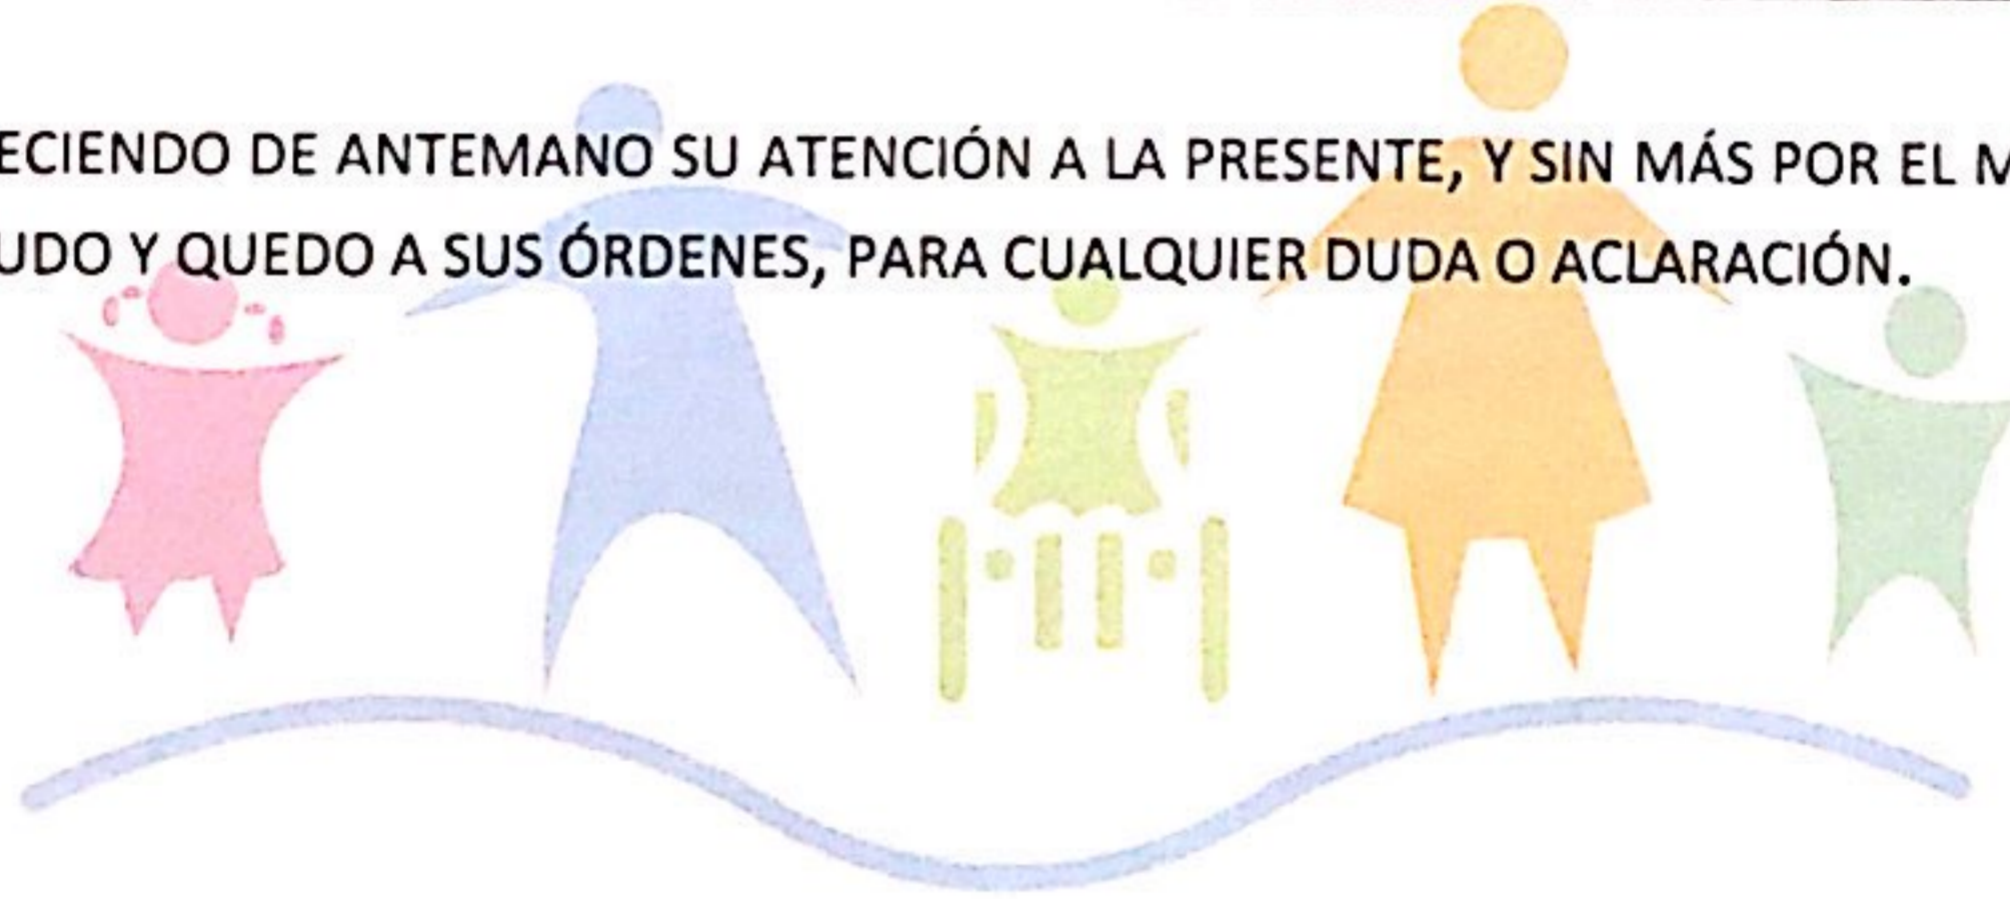 ECIENDO DE ANTEMANO SU ATENCIÓN A LA PRESENTE, Y SIN MÁS POR EL M
UDO Y QUEDO A SUS ÓRDENES, PARA CUALQUIER DUDA O ACLARACIÓN.